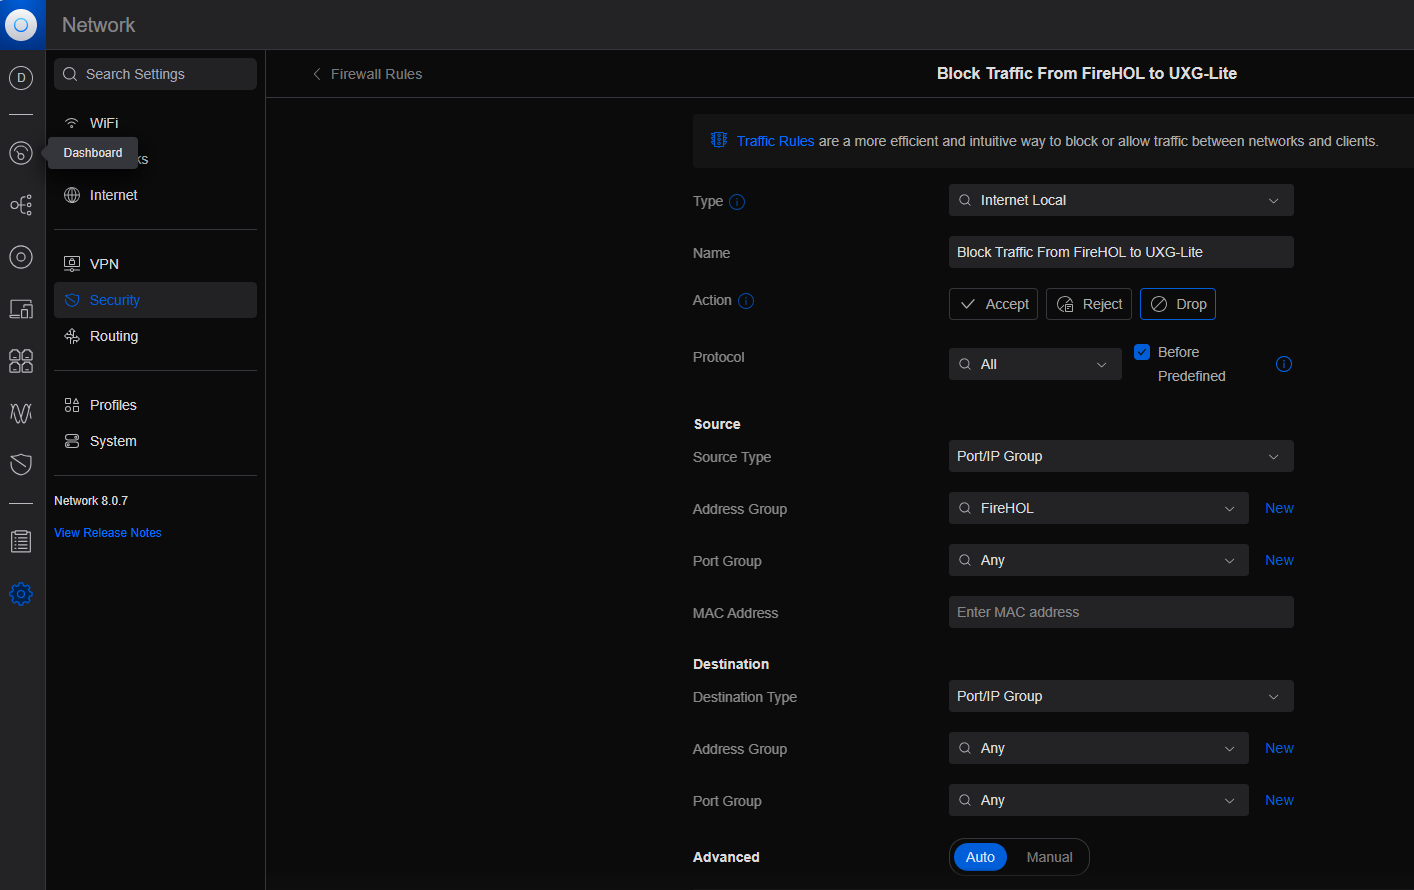 Network
D
Search Settings
Firewall Rules
Block Traffic From FireHOL to UXG-Lite
WiFi
Dashboard
Internet
VPN
Security
Routing
Profiles
System
Network 8.0.7
View Release Notes
Traffic Rules are a more efficient and intuitive way to block or allow traffic between networks and clients.
Type
Internet Local
Name
Block Traffic From FireHOL to UXG-Lite
Action
Accept
Reject
Drop
Protocol
All
Before
Predefined
Source
Source Type
Port/IP Group
Address Group
FireHOL
New
Port Group
Any
New
MAC Address
Enter MAC address
Destination
Destination Type
Port/IP Group
Address Group
Any
New
Port Group
Any
New
Advanced
Auto
Manual